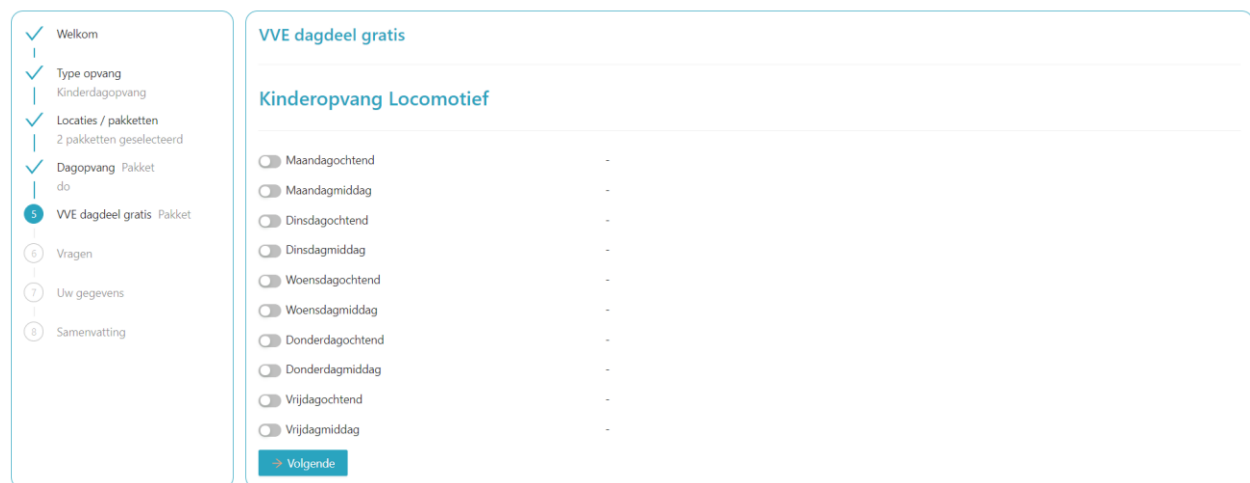 Welkom
Type opvang
Kinderdagopvang
Locaties / pakketten
2 pakketten geselecteerd
Dagopvang Pakket
do
5 VVE dagdeel gratis Pakket
6 Vragen
7 Uw gegevens
8 Samenvatting
VVE dagdeel gratis
Kinderopvang Locomotief
Maandagochtend -
Maandagmiddag -
Dinsdagochtend -
Dinsdagmiddag -
Woensdagochtend -
Woensdagmiddag -
Donderdagochtend -
Donderdagmiddag -
Vrijdagochtend -
Vrijdagmiddag -
→ Volgende